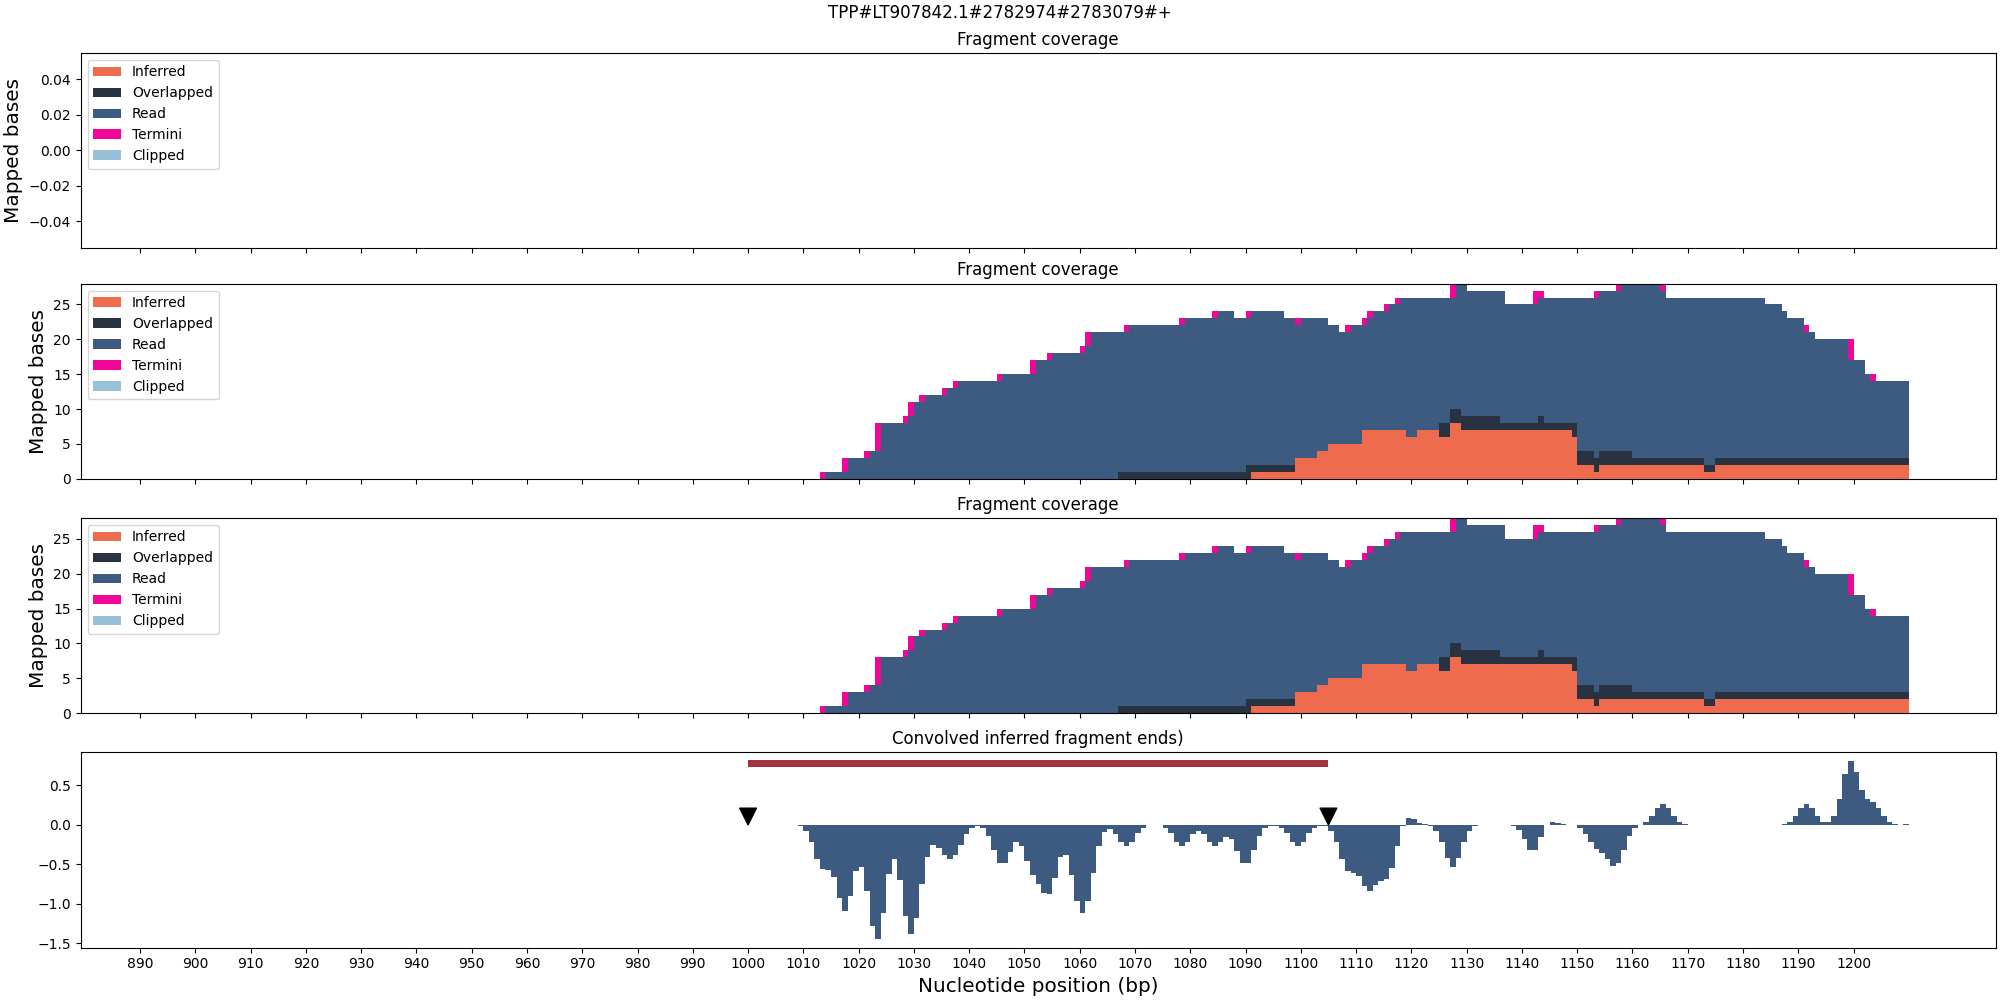 TPP#LT907842.1#2782974#2783079#+
Fragment coverage
Mapped bases
0.04
0.02
0.00
−0.02
−0.04
Inferred
Overlapped
Read
Termini
Clipped
Fragment coverage
Mapped bases
25
20
15
10
5
0
Inferred
Overlapped
Read
Termini
Clipped
Fragment coverage
Mapped bases
25
20
15
10
5
0
Inferred
Overlapped
Read
Termini
Clipped
Convolved inferred fragment ends)
0.5
0.0
−0.5
−1.0
−1.5
890 900 910 920 930 940 950 960 970 980 990 1000 1010 1020 1030 1040 1050 1060 1070 1080 1090 1100 1110 1120 1130 1140 1150 1160 1170 1180 1190 1200
Nucleotide position (bp)